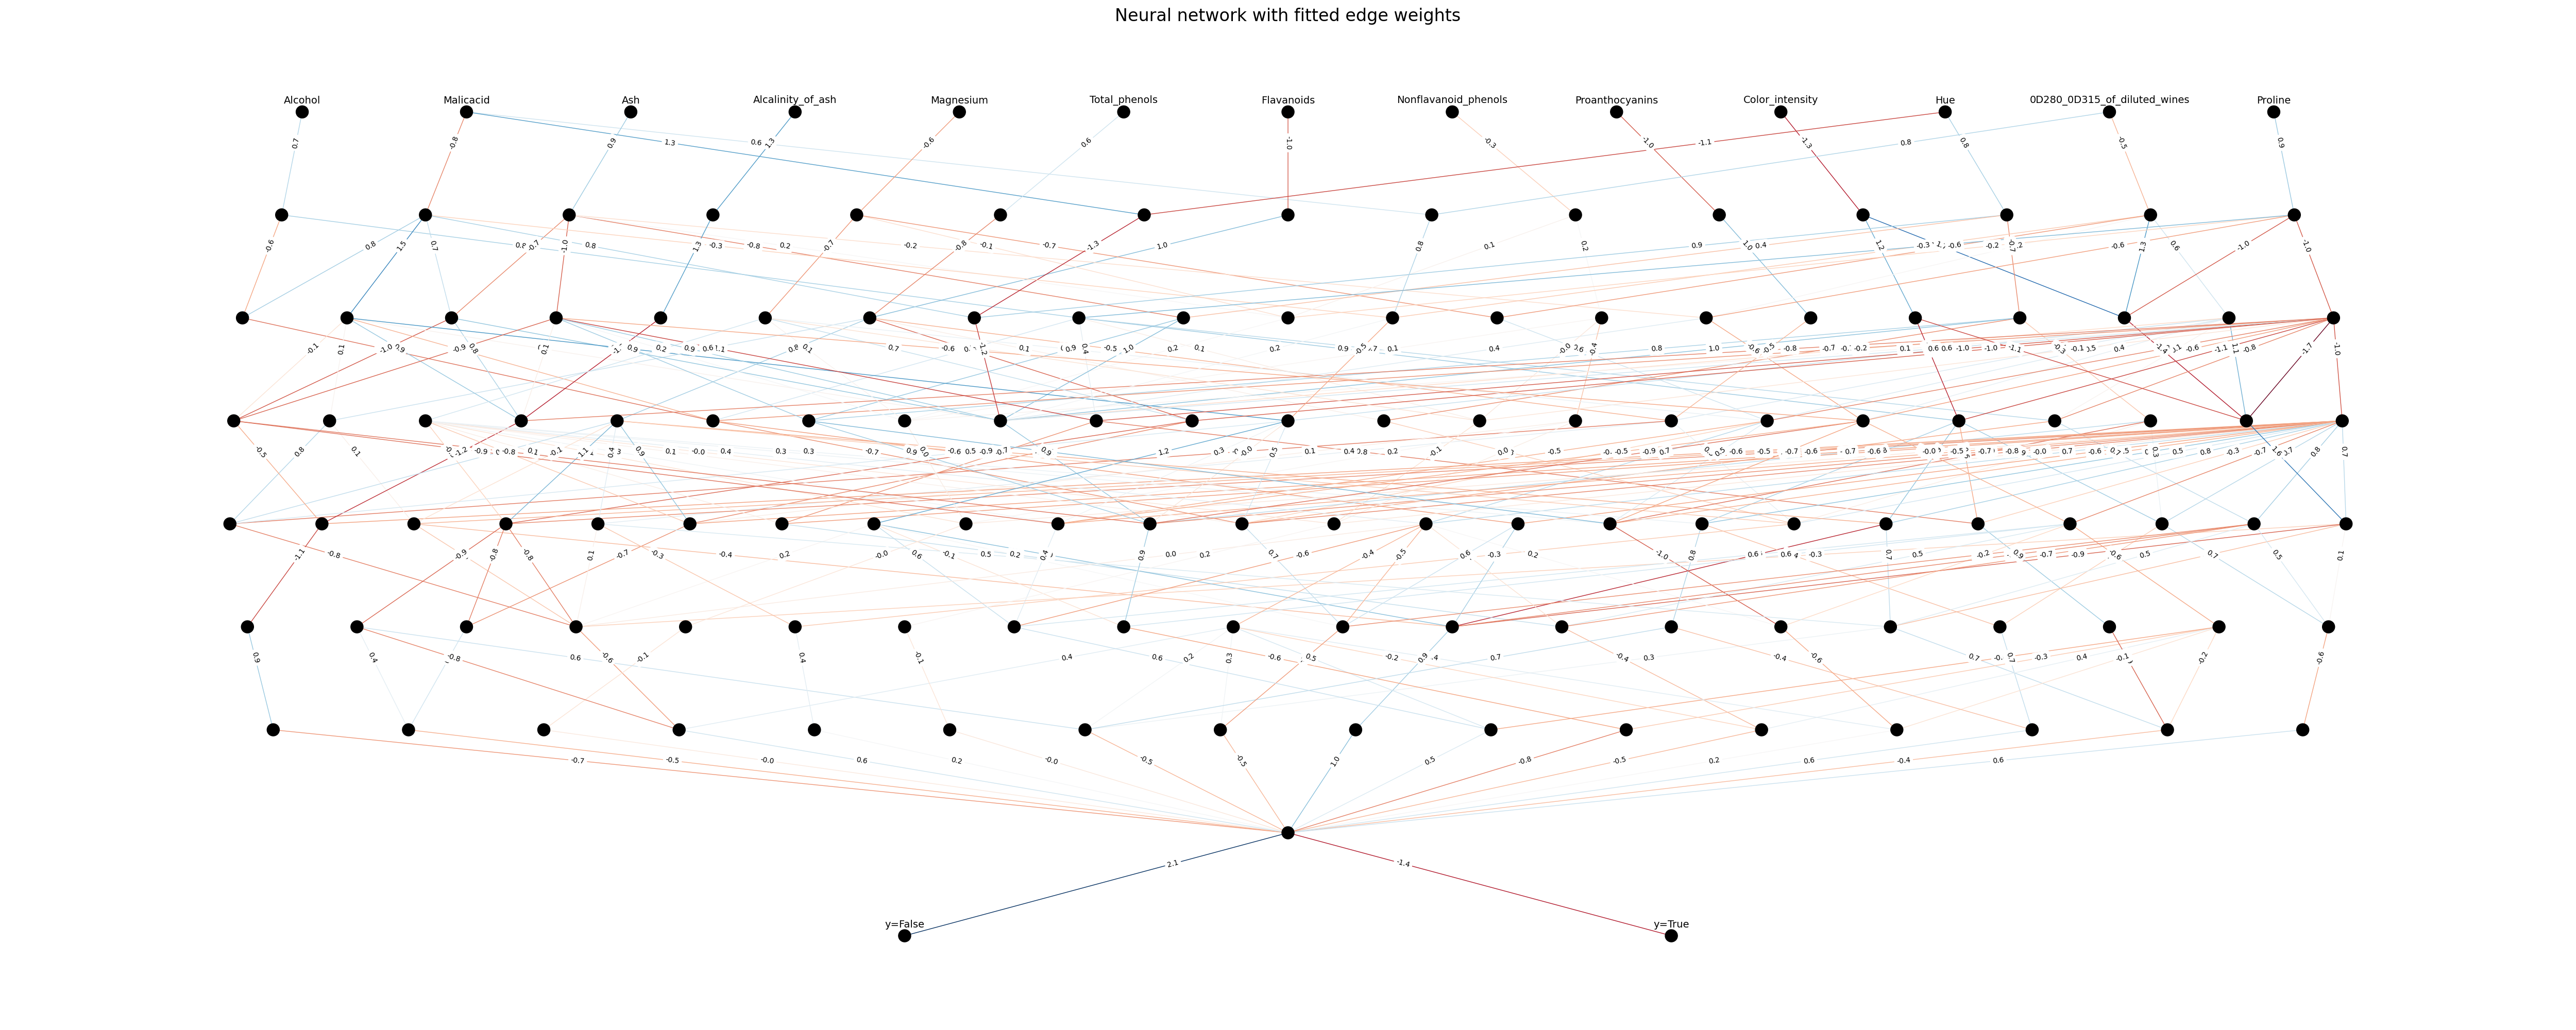 Neural network with fitted edge weights
Alcohol Malicacid Ash Alcalinity_of_ash Magnesium Total_phenols Flavanoids Nonflavanoid_phenols Proanthocyanins Color_intensity Hue 0D280_0D315_of_diluted_wines Proline
0.7 -0.8 1.3 0.6 0.9 1.3 -0.6 0.6 -1.0 -0.3 -1.0 -1.3 -1.1 0.8 0.8 -0.5 0.9
-0.6 0.8 1.5 0.7 -0.7 -1.0 0.8 1.3 -0.3 -0.8 0.2 -0.7 -0.2 -0.8 -0.1 -0.7 -1.3 1.0 0.8 0.1 0.2 0.9 1.0 0.4 1.2 -0.3 -0.6 -0.2 -0.6 1.3 0.6 -1.0 -1.0
-0.1 0.1 -1.0 -0.9 0.8 0.1 0.9 0.2 0.9 0.1 0.7 -0.6 -1.2 0.1 0.4 -0.5 1.0 0.2 0.1 0.2 0.9 0.1 0.4 -0.4 0.8 1.0 -0.8 -0.7 -0.2 0.1 0.6 0.6 -1.0 -1.0 -1.1 -0.1 0.4 -0.6 -1.1 -0.8 -1.7 -1.0
-0.5 0.8 0.1 -0.9 -0.8 0.1 -0.1 1.1 0.4 0.9 0.1 -0.0 0.4 0.3 0.3 -0.7 0.9 0.0 -0.6 0.5 -0.9 0.9 1.2 0.3 0.5 0.1 0.4 0.2 -0.1 0.0 -0.5 -0.5 -0.9 0.7 0.5 -0.6 -0.5 -0.7 -0.6 -0.7 -0.6 -0.0 -0.5 -0.7 -0.8 -0.0 0.7 -0.6 0.3 0.5 0.8 -0.3 -0.7 0.8 0.7
-1.1 -0.8 -0.9 -0.8 -0.8 0.1 -0.7 -0.3 -0.4 0.2 -0.0 0.6 -0.1 0.5 0.2 0.4 0.9 0.0 0.2 0.7 -0.6 -0.4 -0.5 0.6 -0.3 0.2 -1.0 0.8 0.6 0.6 -0.3 0.7 0.5 -0.2 0.9 -0.7 -0.9 -0.6 0.5 0.7 0.5 0.1
0.9 0.4 -0.8 0.6 -0.6 -0.1 0.4 -0.1 0.4 0.6 0.2 0.3 -0.6 0.5 -0.2 0.9 0.7 -0.4 0.3 -0.4 -0.6 0.7 0.7 -0.3 0.4 -0.1 -0.2 -0.6
-0.7 -0.5 -0.0 0.6 0.2 -0.0 -0.5 -0.5 1.0 0.5 -0.8 -0.5 0.2 0.6 -0.4 0.6
2.1 -1.4
y=False y=True